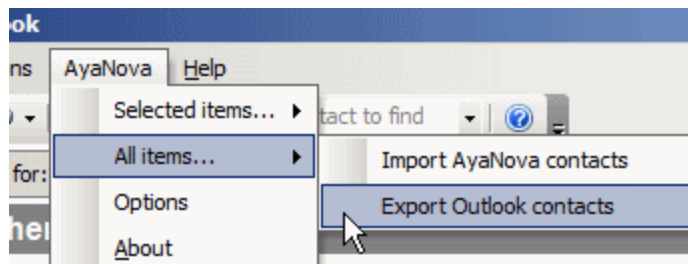 ok
ns AyaNova Help
Selected items...
tact to find
All items...
Import AyaNova contacts
for:
Options
Export Outlook contacts
her
About